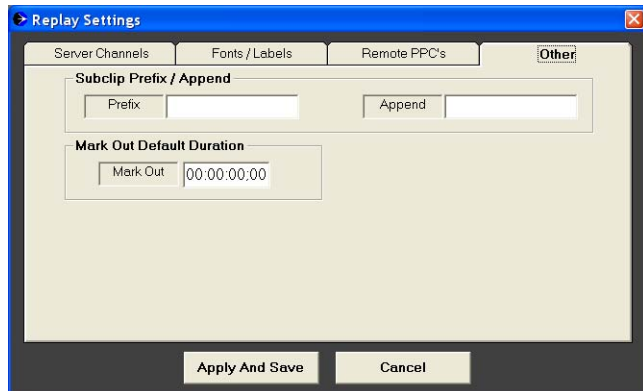 Replay Settings
Server Channels Fonts / Labels Remote PPC's Other
Subclip Prefix / Append
Prefix Append
Mark Out Default Duration
Mark Out 00:00:00;00
Apply And Save Cancel